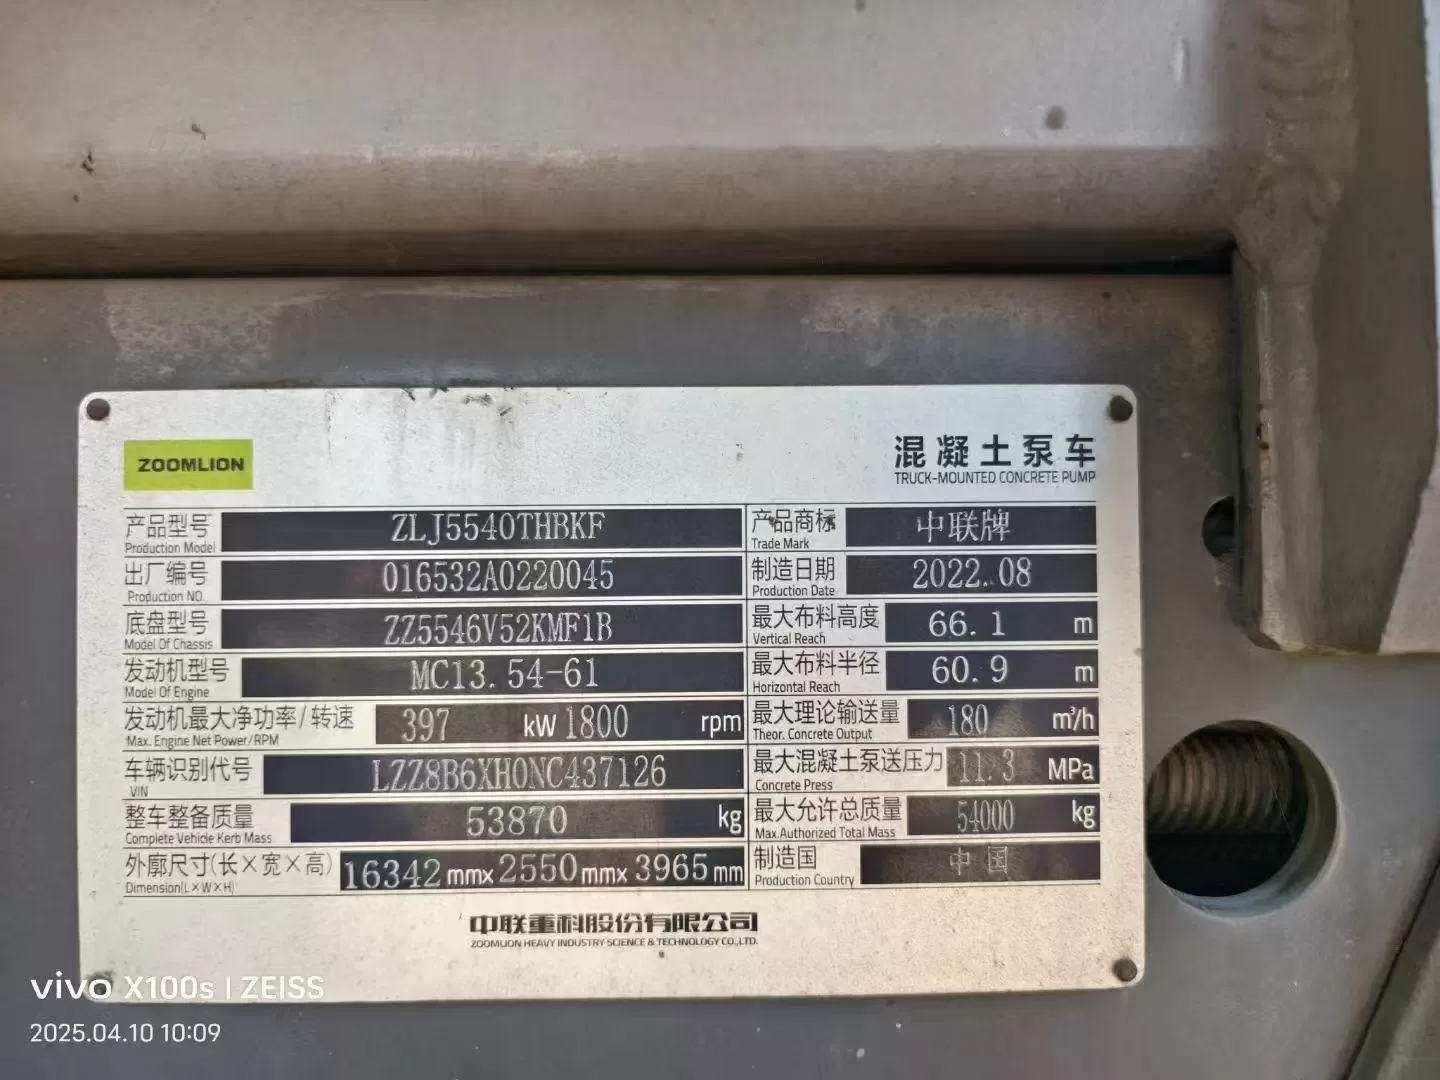 ZOOMLION
混凝土泵车
TRUCK-MOUNTED CONCRETE PUMP
产品型号 ZLJ5540THBKF 产品商标 中联牌
Production Model Trade Mark
出厂编号 016532A0220045 制造日期 2022.08
Production NO. Production Date
底盘型号 ZZ5546V52KMF1B 最大布料高度 66.1 m
Model Of Chassis Vertical Reach
发动机型号 MC13.54-61 最大布料半径 60.9 m
Model Of Engine Horizontal Reach
发动机最大净功率/转速 397 kW 1800 rpm 最大理论输送量 180 m³/h
Max. Engine Net Power/RPM Theor. Concrete Output
车辆识别代号 LZZ8B6XH0NC437126 最大混凝土泵送压力 11.3 MPa
VIN Concrete Press
整车整备质量 53870 kg 最大允许总质量 54000 kg
Complete Vehicle Kerb Mass Max.Authorized Total Mass
外廓尺寸(长×宽×高) 16342 mm× 2550 mm× 3965 mm 制造国 中国
Dimension(L×W×H) Production Country
中联重科股份有限公司
ZOOMLION HEAVY INDUSTRY SCIENCE & TECHNOLOGY CO.,LTD.
vivo X100s | ZEISS
2025.04.10 10:09